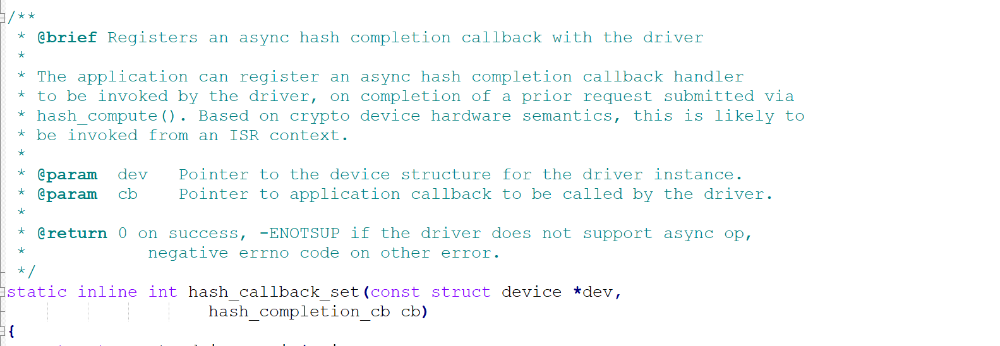 /**
 * @brief Registers an async hash completion callback with the driver
 *
 * The application can register an async hash completion callback handler
 * to be invoked by the driver, on completion of a prior request submitted via
 * hash_compute(). Based on crypto device hardware semantics, this is likely to
 * be invoked from an ISR context.
 *
 * @param  dev   Pointer to the device structure for the driver instance.
 * @param  cb    Pointer to application callback to be called by the driver.
 *
 * @return 0 on success, -ENOTSUP if the driver does not support async op,
 *            negative errno code on other error.
 */
static inline int hash_callback_set(const struct device *dev,
                    hash_completion_cb cb)
{